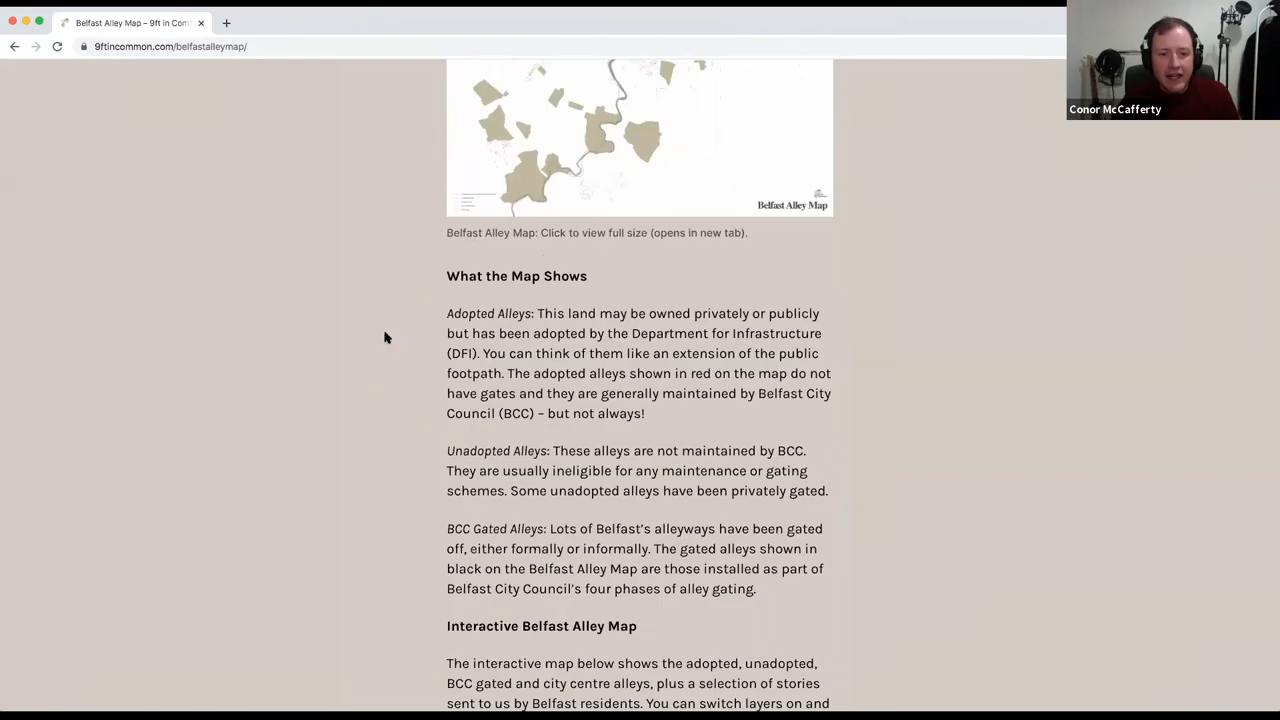 Belfast Alley Map – 9ft in Com
9ftincommon.com/belfastalleymap/
Conor McCafferty
Belfast Alley Map
Belfast Alley Map: Click to view full size (opens in new tab).
What the Map Shows
Adopted Alleys: This land may be owned privately or publicly
but has been adopted by the Department for Infrastructure
(DFI). You can think of them like an extension of the public
footpath. The adopted alleys shown in red on the map do not
have gates and they are generally maintained by Belfast City
Council (BCC) – but not always!
Unadopted Alleys: These alleys are not maintained by BCC.
They are usually ineligible for any maintenance or gating
schemes. Some unadopted alleys have been privately gated.
BCC Gated Alleys: Lots of Belfast's alleyways have been gated
off, either formally or informally. The gated alleys shown in
black on the Belfast Alley Map are those installed as part of
Belfast City Council's four phases of alley gating.
Interactive Belfast Alley Map
The interactive map below shows the adopted, unadopted,
BCC gated and city centre alleys, plus a selection of stories
sent to us by Belfast residents. You can switch layers on and